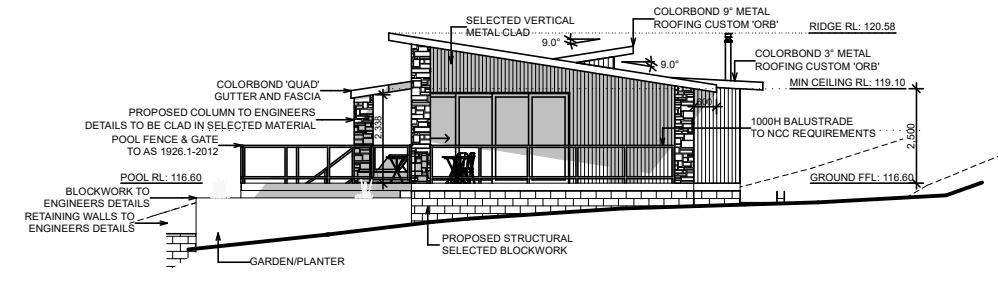 SELECTED VERTICAL
METAL CLAD
COLORBOND 9° METAL
ROOFING CUSTOM 'ORB'
RIDGE RL: 120.58
9.0°
9.0°
COLORBOND 3° METAL
ROOFING CUSTOM 'ORB'
MIN CEILING RL: 119.10
COLORBOND 'QUAD'
GUTTER AND FASCIA
600
PROPOSED COLUMN TO ENGINEERS
DETAILS TO BE CLAD IN SELECTED MATERIAL
2,338
1000H BALUSTRADE
TO NCC REQUIREMENTS
2,500
POOL FENCE & GATE
TO AS 1926.1-2012
POOL RL: 116.60
GROUND FFL: 116.60
BLOCKWORK TO
ENGINEERS DETAILS
RETAINING WALLS TO
ENGINEERS DETAILS
PROPOSED STRUCTURAL
SELECTED BLOCKWORK
GARDEN/PLANTER